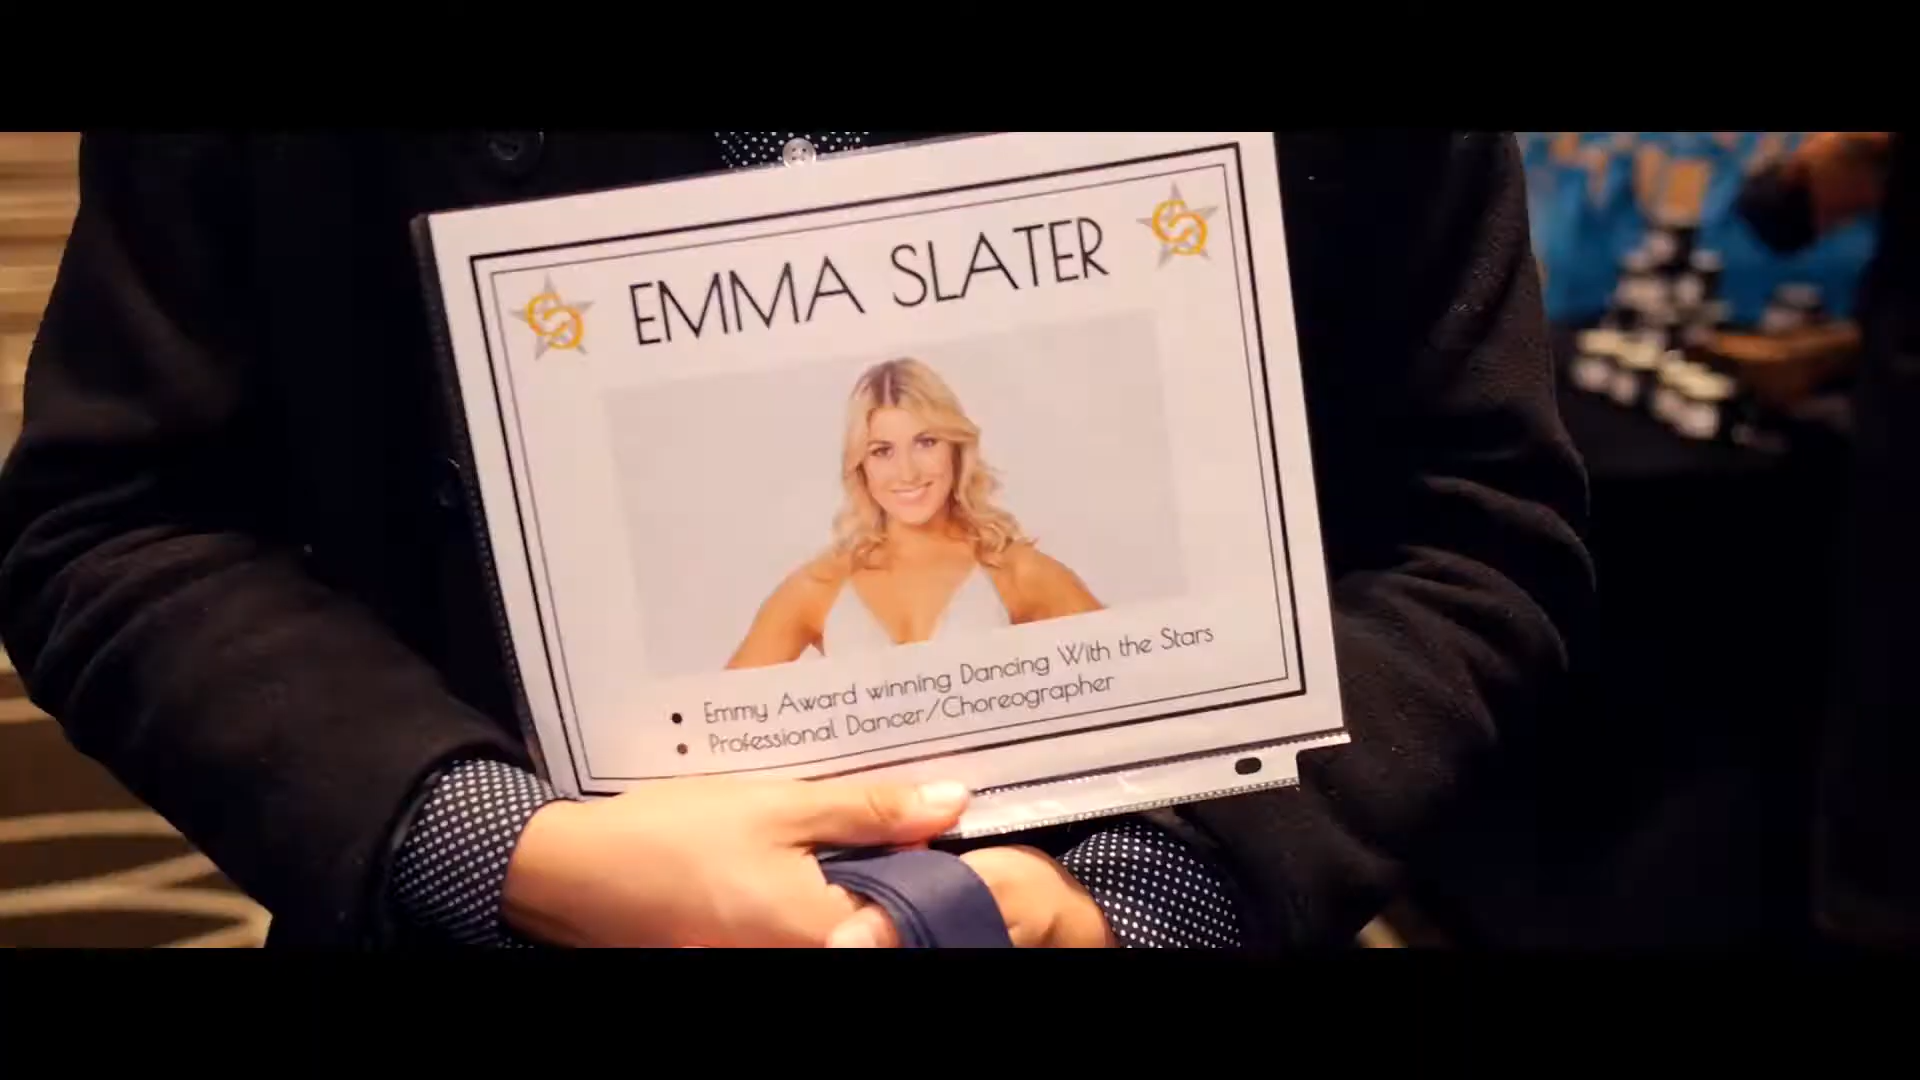 EMMA SLATER
• Emmy Award winning Dancing With the Stars
• Professional Dancer/Choreographer